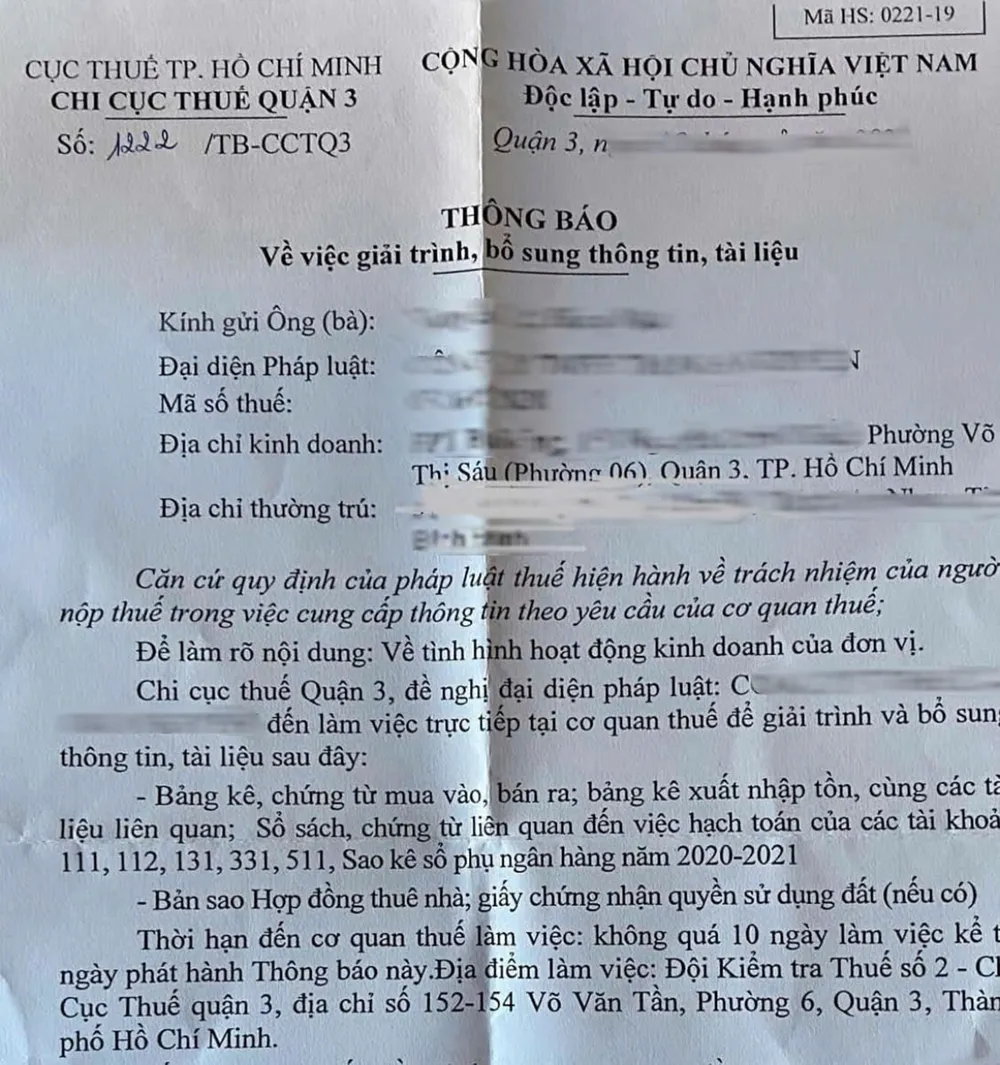 Mã HS: 0221-19
CỤC THUẾ TP. HỒ CHÍ MINH
CHI CỤC THUẾ QUẬN 3
Số: 1222 /TB-CCTQ3
CỘNG HÒA XÃ HỘI CHỦ NGHĨA VIỆT NAM
Độc lập - Tự do - Hạnh phúc
Quận 3, n
THÔNG BÁO
Về việc giải trình, bổ sung thông tin, tài liệu
Kính gửi Ông (bà):
Đại diện Pháp luật: N
Mã số thuế:
Địa chỉ kinh doanh: Phường Võ
Thị Sáu (Phường 06), Quận 3, TP. Hồ Chí Minh
Địa chỉ thường trú:
Căn cứ quy định của pháp luật thuế hiện hành về trách nhiệm của người
nộp thuế trong việc cung cấp thông tin theo yêu cầu của cơ quan thuế;
Để làm rõ nội dung: Về tình hình hoạt động kinh doanh của đơn vị.
Chi cục thuế Quận 3, đề nghị đại diện pháp luật: C
đến làm việc trực tiếp tại cơ quan thuế để giải trình và bổ sung
thông tin, tài liệu sau đây:
- Bảng kê, chứng từ mua vào, bán ra; bảng kê xuất nhập tồn, cùng các tà
liệu liên quan; Sổ sách, chứng từ liên quan đến việc hạch toán của các tài khoả
111, 112, 131, 331, 511, Sao kê sổ phụ ngân hàng năm 2020-2021
- Bản sao Hợp đồng thuê nhà; giấy chứng nhận quyền sử dụng đất (nếu có)
Thời hạn đến cơ quan thuế làm việc: không quá 10 ngày làm việc kể t
ngày phát hành Thông báo này.Địa điểm làm việc: Đội Kiểm tra Thuế số 2 - Ch
Cục Thuế quận 3, địa chỉ số 152-154 Võ Văn Tần, Phường 6, Quận 3, Thàn
phố Hồ Chí Minh.